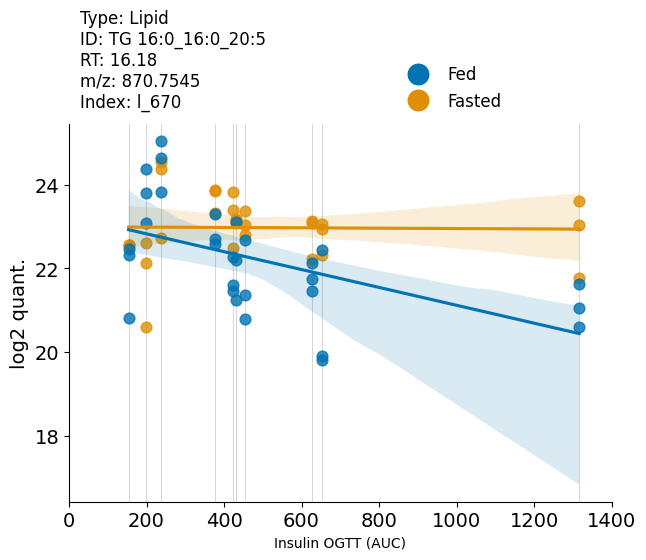 Type: Lipid
ID: TG 16:0_16:0_20:5
RT: 16.18
m/z: 870.7545
Index: l_670
Fed
Fasted
log2 quant.
24
22
20
18
0 200 400 600 800 1000 1200 1400
Insulin OGTT (AUC)